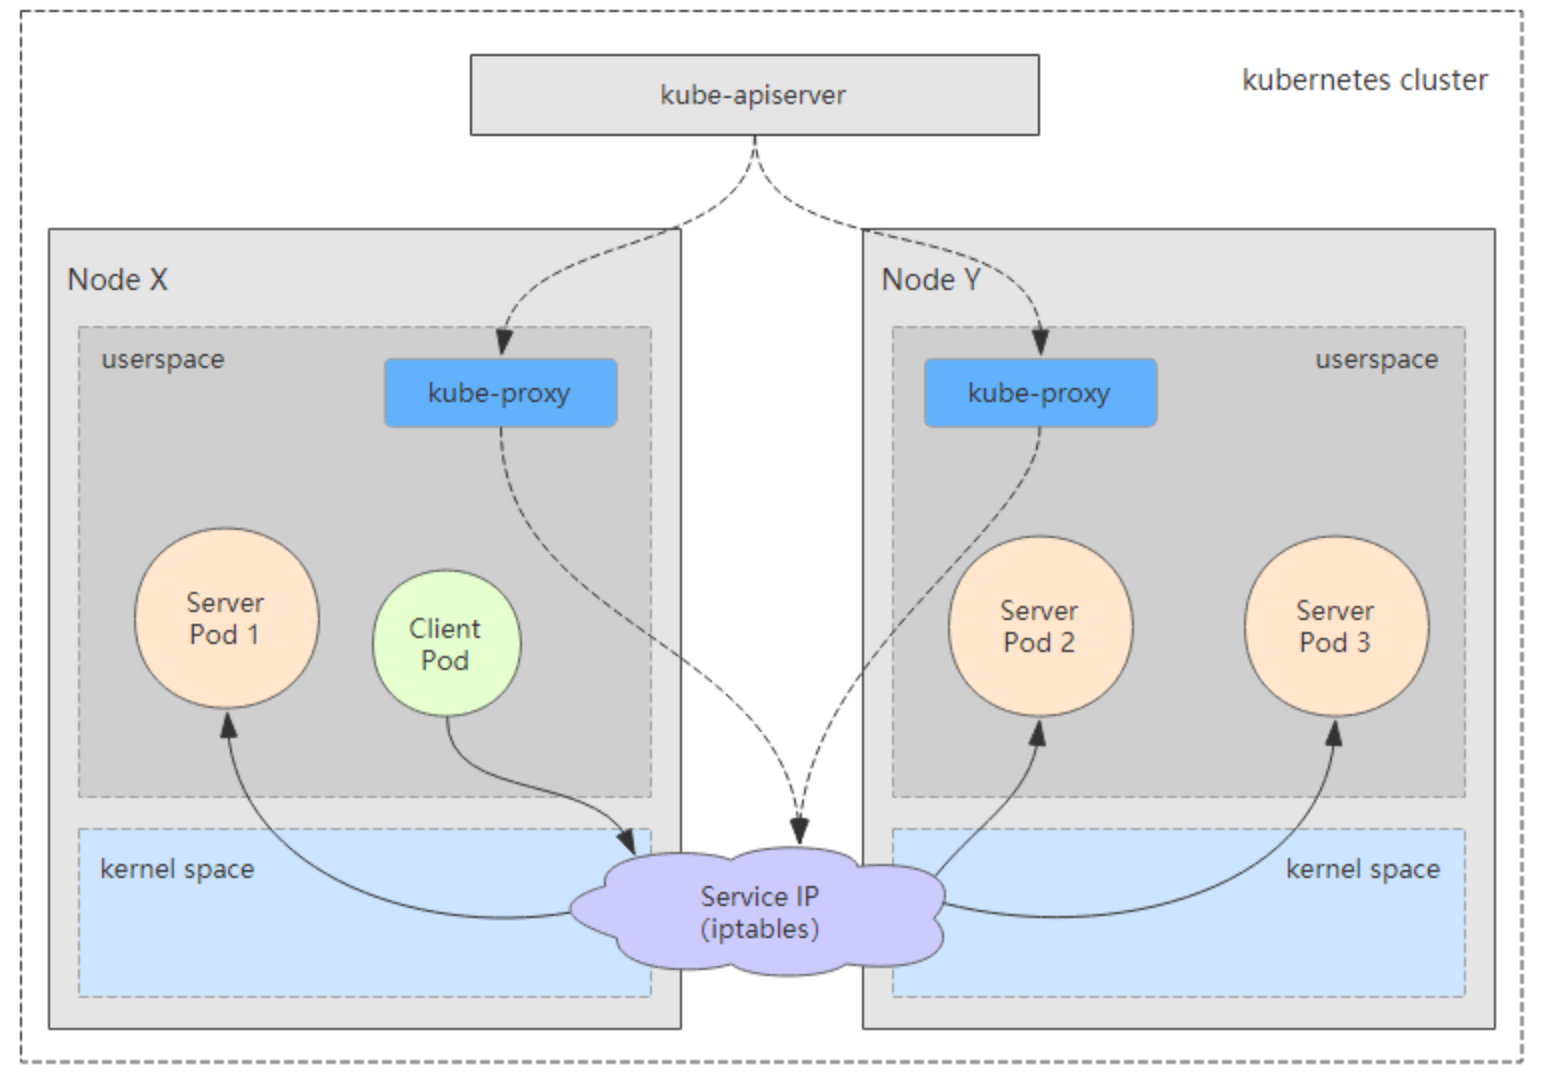 kube-apiserver
kubernetes cluster
Node X
Node Y
userspace
kube-proxy
kube-proxy
userspace
Server
Pod 1
Client
Pod
Server
Pod 2
Server
Pod 3
kernel space
Service IP
(iptables)
kernel space